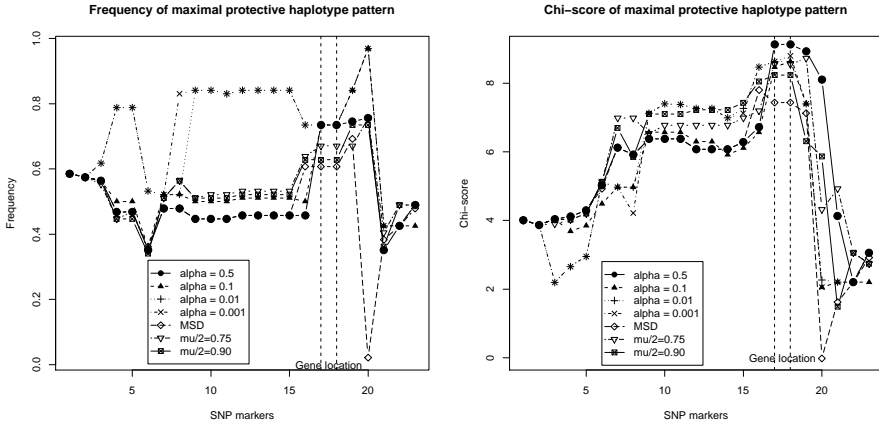 Frequency of maximal protective haplotype pattern
Frequency
0.0
0.2
0.4
0.6
0.8
1.0
alpha = 0.5
alpha = 0.1
alpha = 0.01
alpha = 0.001
MSD
mu/2=0.75
mu/2=0.90
Gene location
5
10
15
20
SNP markers
Chi−score of maximal protective haplotype pattern
Chi−score
0
2
4
6
8
alpha = 0.5
alpha = 0.1
alpha = 0.01
alpha = 0.001
MSD
mu/2=0.75
mu/2=0.90
Gene location
5
10
15
20
SNP markers